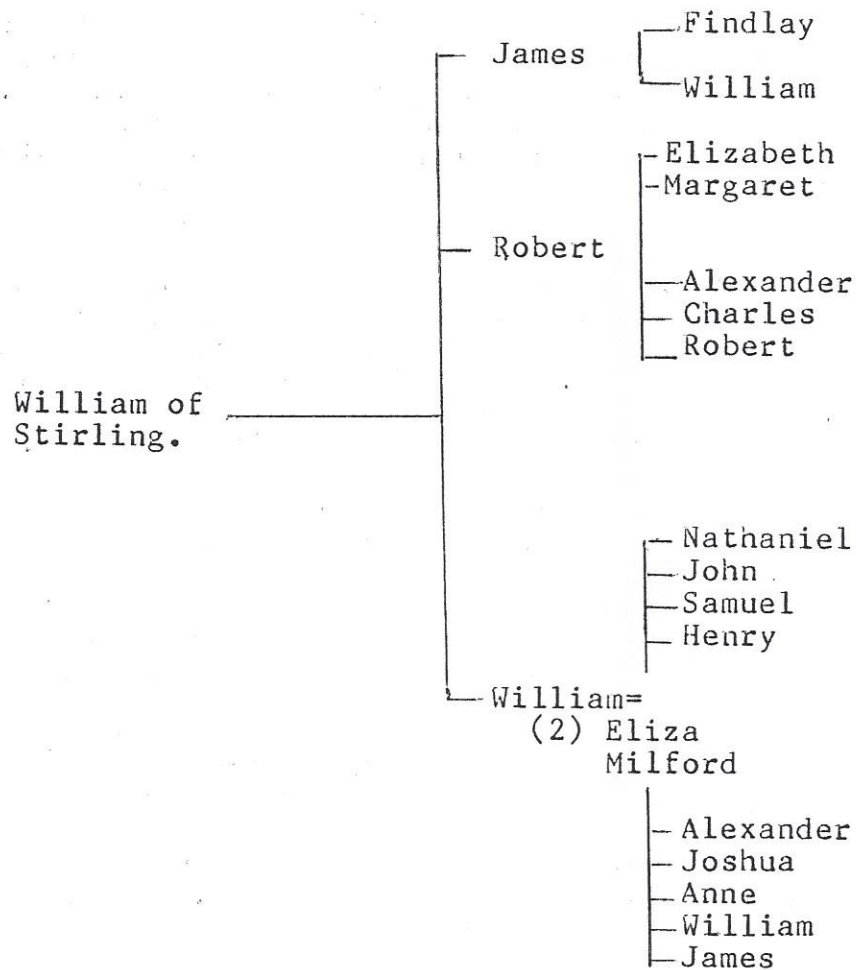 Findlay
James
William
Elizabeth
Margaret
Robert
Alexander
Charles
Robert
William of
Stirling.
Nathaniel
John
Samuel
Henry
William=
(2) Eliza
Milford
Alexander
Joshua
Anne
William
James